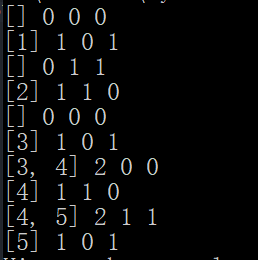 [] 0 0 0
[1] 1 0 1
[] 0 1 1
[2] 1 1 0
[] 0 0 0
[3] 1 0 1
[3, 4] 2 0 0
[4] 1 1 0
[4, 5] 2 1 1
[5] 1 0 1